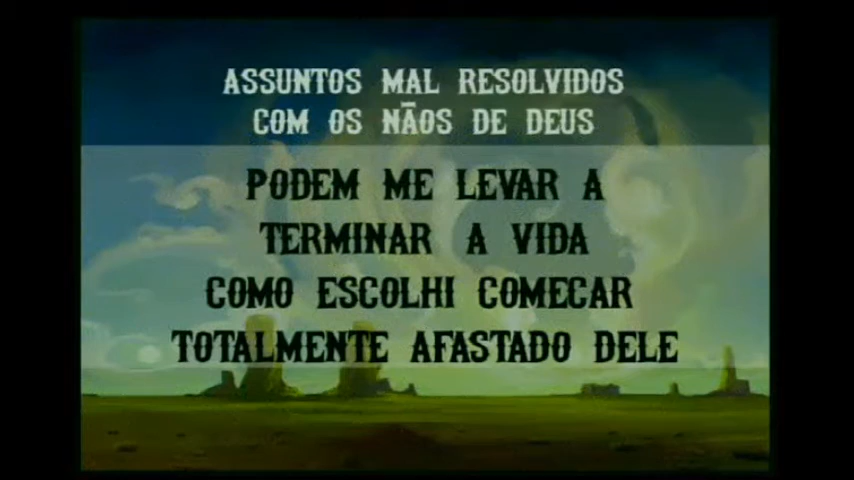 ASSUNTOS MAL RESOLVIDOS
COM OS NÃOS DE DEUS
PODEM ME LEVAR A
TERMINAR A VIDA
COMO ESCOLHI COMECAR
TOTALMENTE AFASTADO DELE